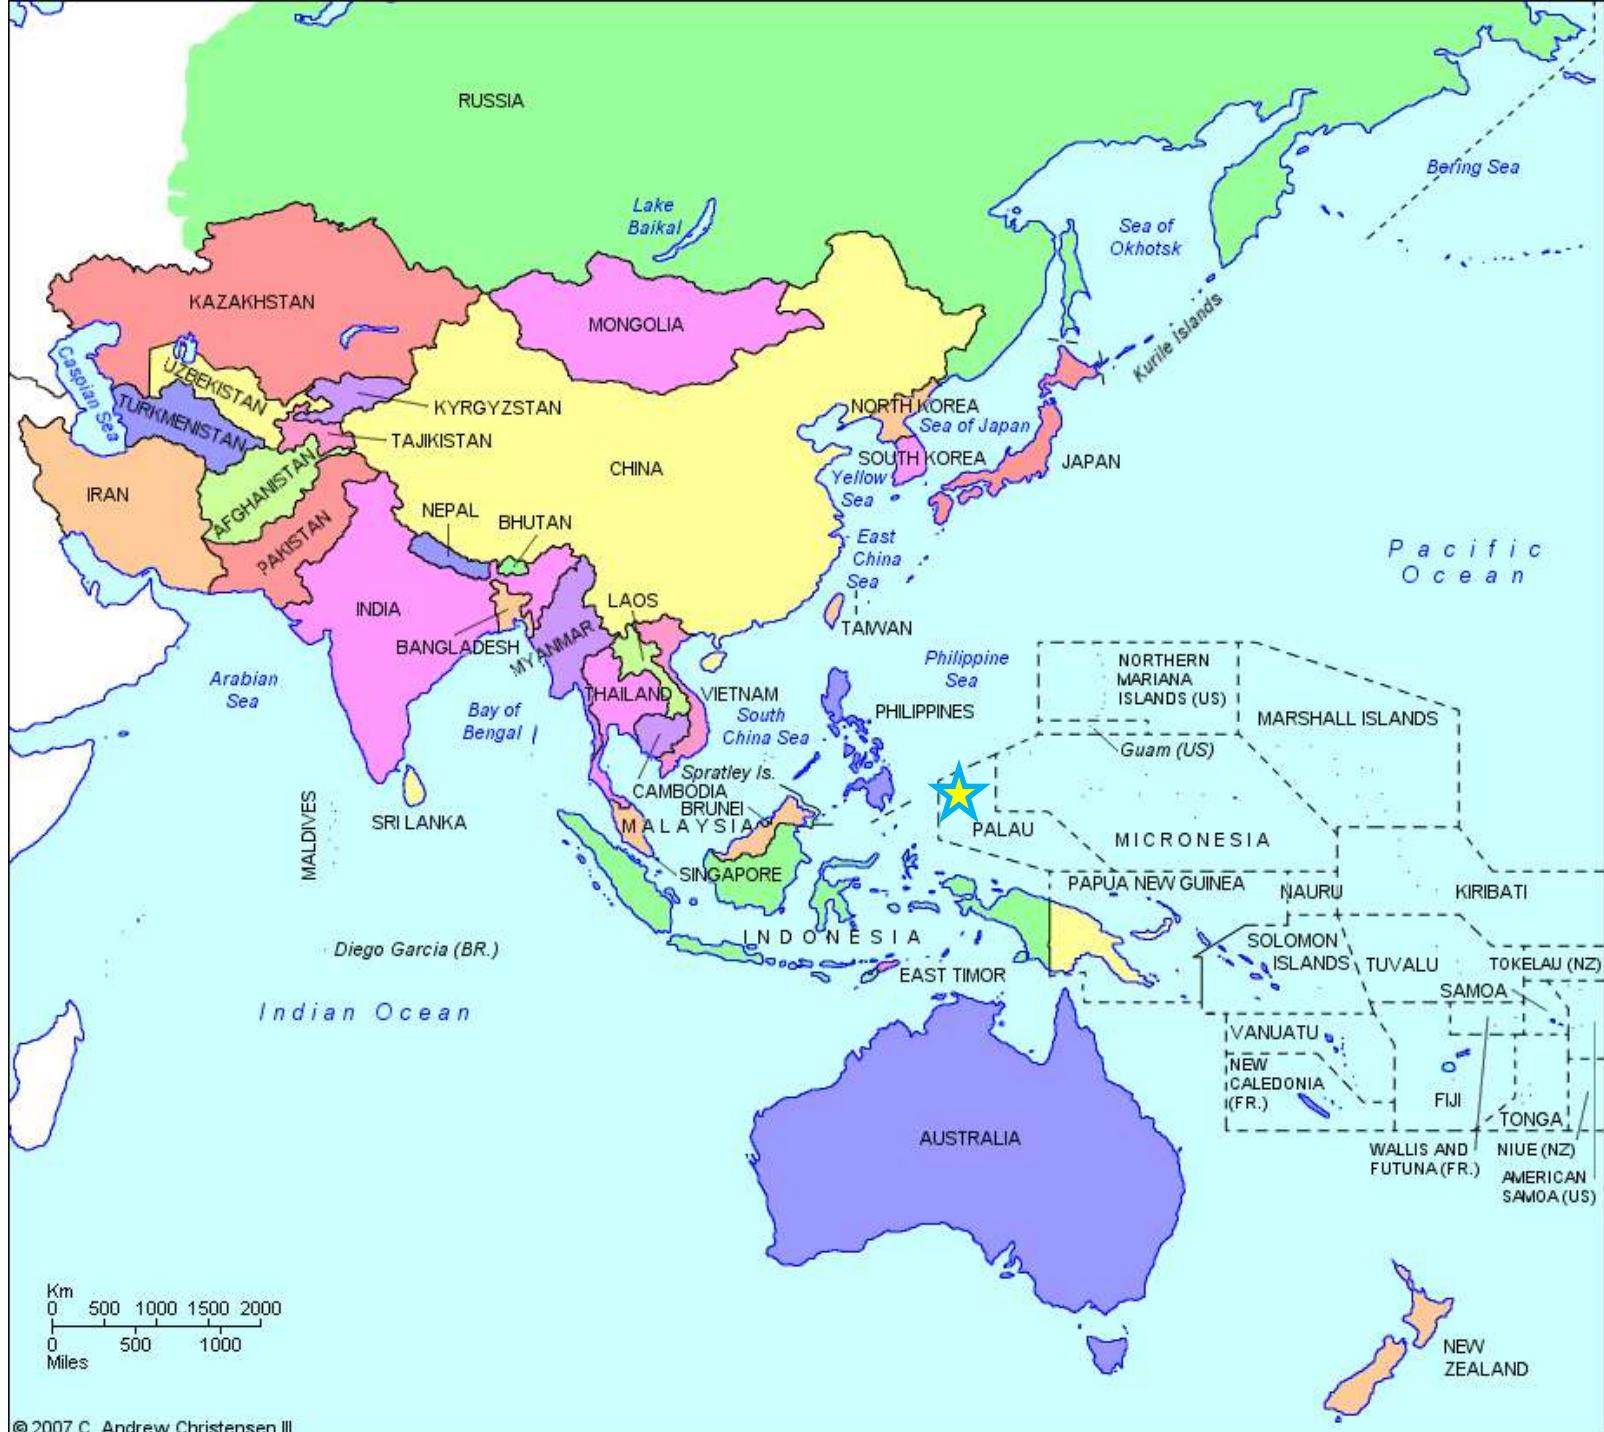 RUSSIA
Bering Sea
Lake
Baikal
Sea of
Okhotsk
KAZAKHSTAN
MONGOLIA
Kurile Islands
Caspian Sea
UZBEKISTAN
TURKMENISTAN
KYRGYZSTAN
TAJIKISTAN
NORTH KOREA
Sea of Japan
SOUTH KOREA
JAPAN
CHINA
Yellow
Sea
IRAN
AFGHANISTAN
PAKISTAN
NEPAL
BHUTAN
East
China
Sea
Pacific
Ocean
INDIA
LAOS
TAIWAN
BANGLADESH
MYANMAR
Arabian
Sea
Philippine
Sea
NORTHERN
MARIANA
ISLANDS (US)
THAILAND
VIETNAM
Bay of
Bengal
South
China Sea
PHILIPPINES
MARSHALL ISLANDS
Guam (US)
Spratley Is.
CAMBODIA
BRUNEI
MALDIVES
SRI LANKA
MALAYSIA
PALAU
MICRONESIA
SINGAPORE
PAPUA NEW GUINEA
NAURU
KIRIBATI
Diego Garcia (BR.)
INDONESIA
SOLOMON
ISLANDS
TUVALU
TOKELAU (NZ)
EAST TIMOR
SAMOA
Indian Ocean
VANUATU
NEW
CALEDONIA
(FR.)
FIJI
TONGA
AUSTRALIA
WALLIS AND
FUTUNA (FR.)
NIUE (NZ)
AMERICAN
SAMOA (US)
Km
0 500 1000 1500 2000
0 500 1000
Miles
NEW
ZEALAND
© 2007 C. Andrew Christensen III